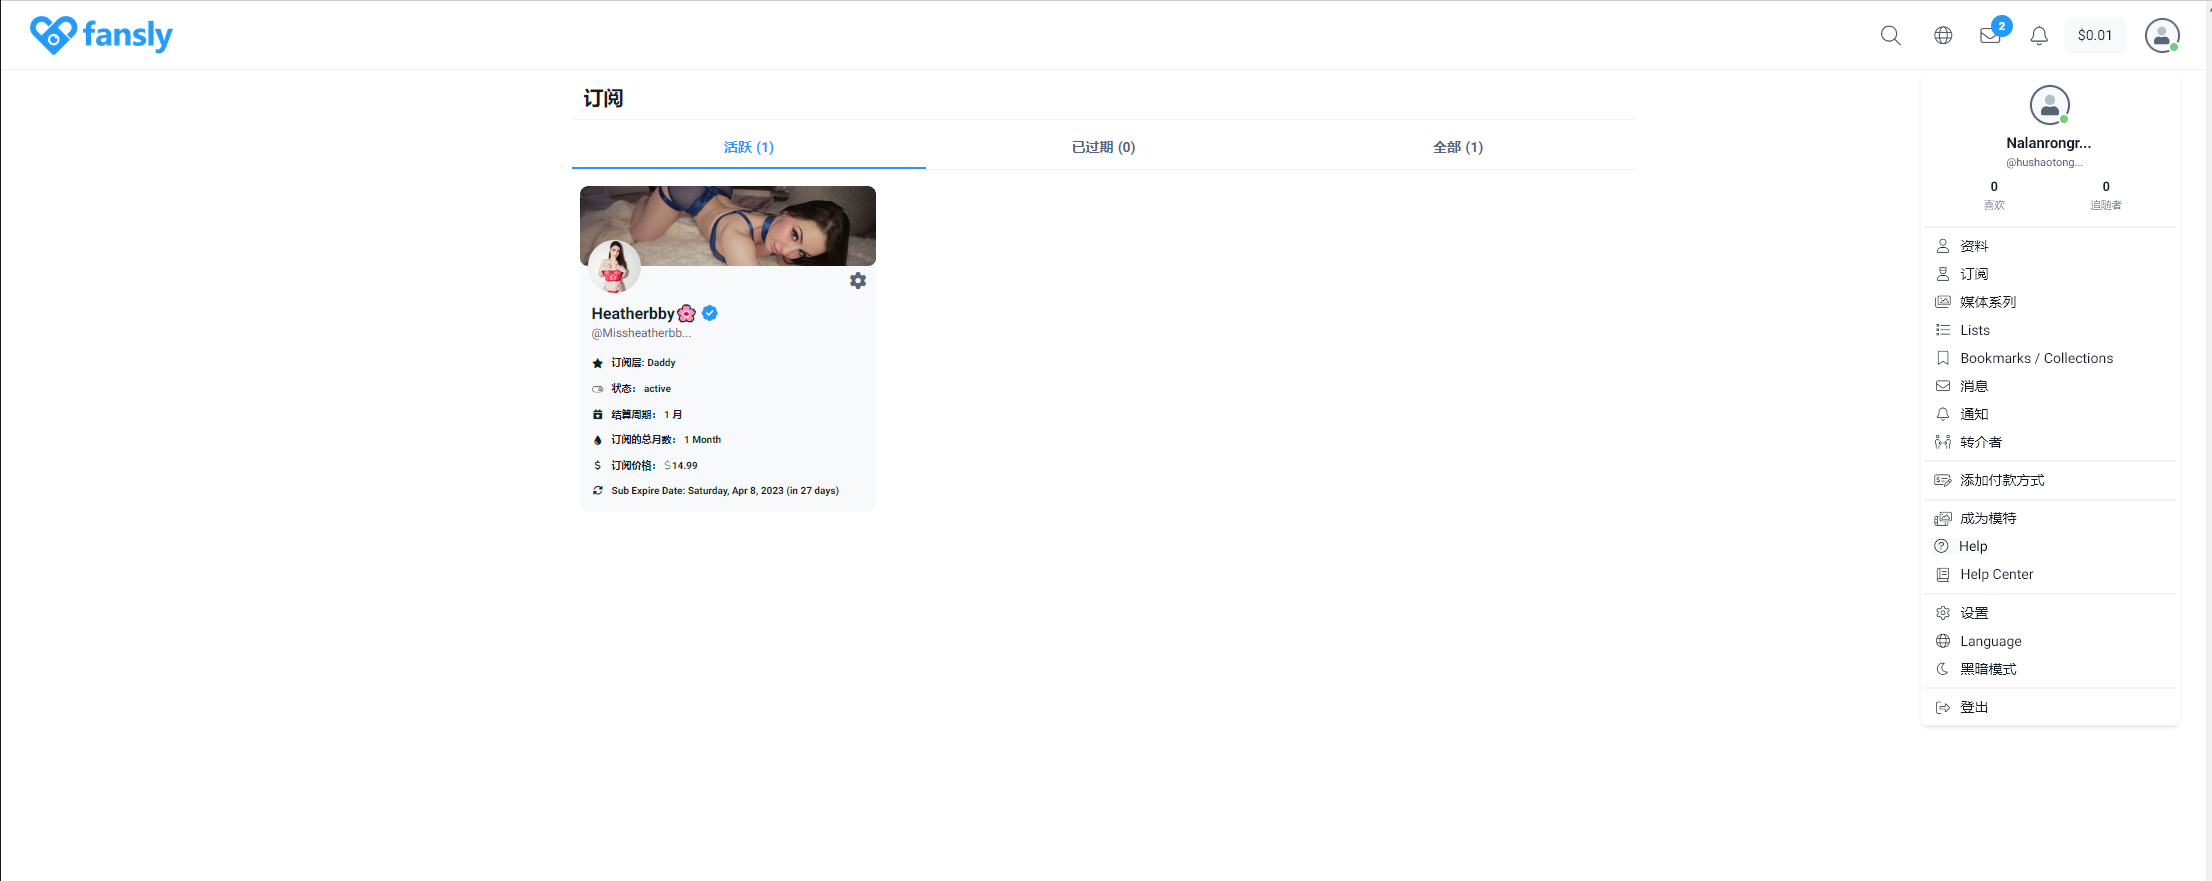 fansly
2
$0.01
订阅
活跃 (1)
已过期 (0)
全部 (1)
Heatherbby
@Missheatherbb...
订阅层: Daddy
状态： active
结算周期： 1 月
订阅的总月数： 1 Month
订阅价格： $14.99
Sub Expire Date: Saturday, Apr 8, 2023 (in 27 days)
Nalanrongr...
@hushaotong...
0 0
喜欢 追随者
资料
订阅
媒体系列
Lists
Bookmarks / Collections
消息
通知
转介者
添加付款方式
成为模特
Help
Help Center
设置
Language
黑暗模式
登出